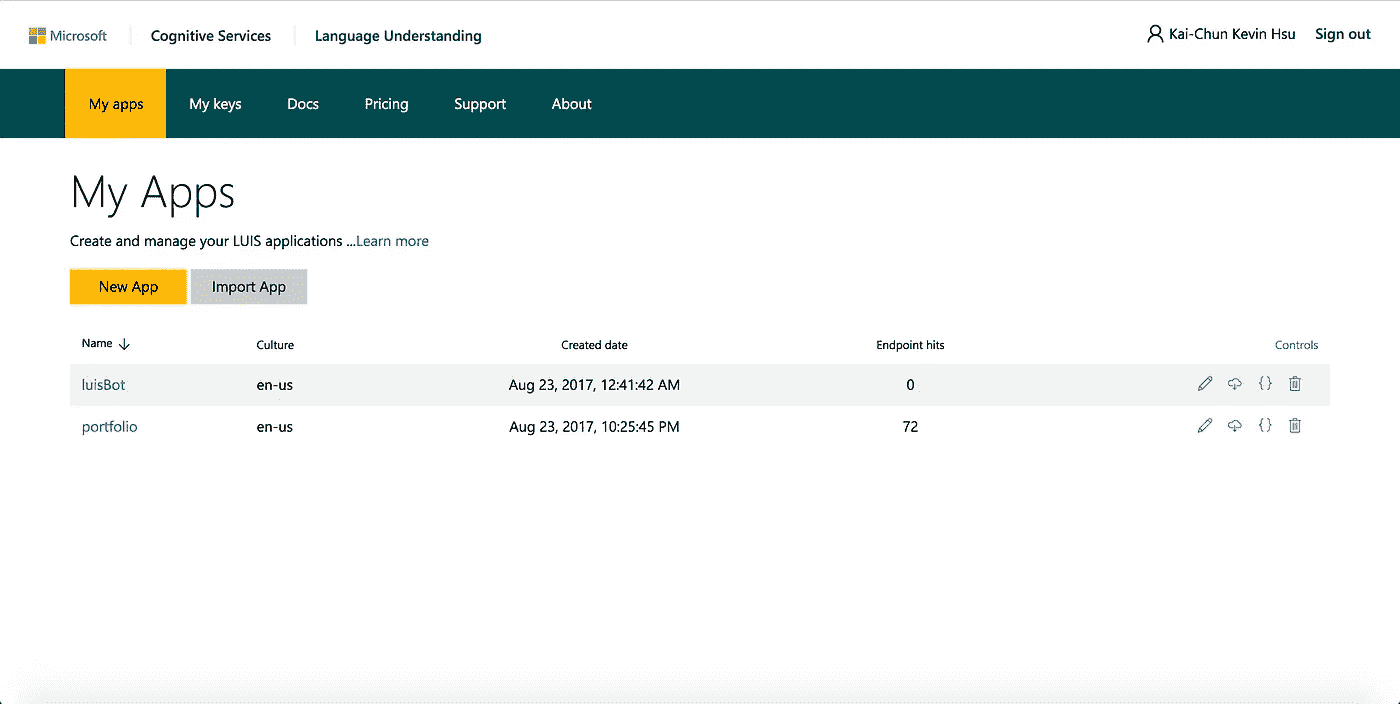 Microsoft Cognitive Services Language Understanding Kai-Chun Kevin Hsu Sign out
My apps My keys Docs Pricing Support About
My Apps
Create and manage your LUIS applications ...Learn more
New App Import App
Name Culture Created date Endpoint hits Controls
luisBot en-us Aug 23, 2017, 12:41:42 AM 0
portfolio en-us Aug 23, 2017, 10:25:45 PM 72